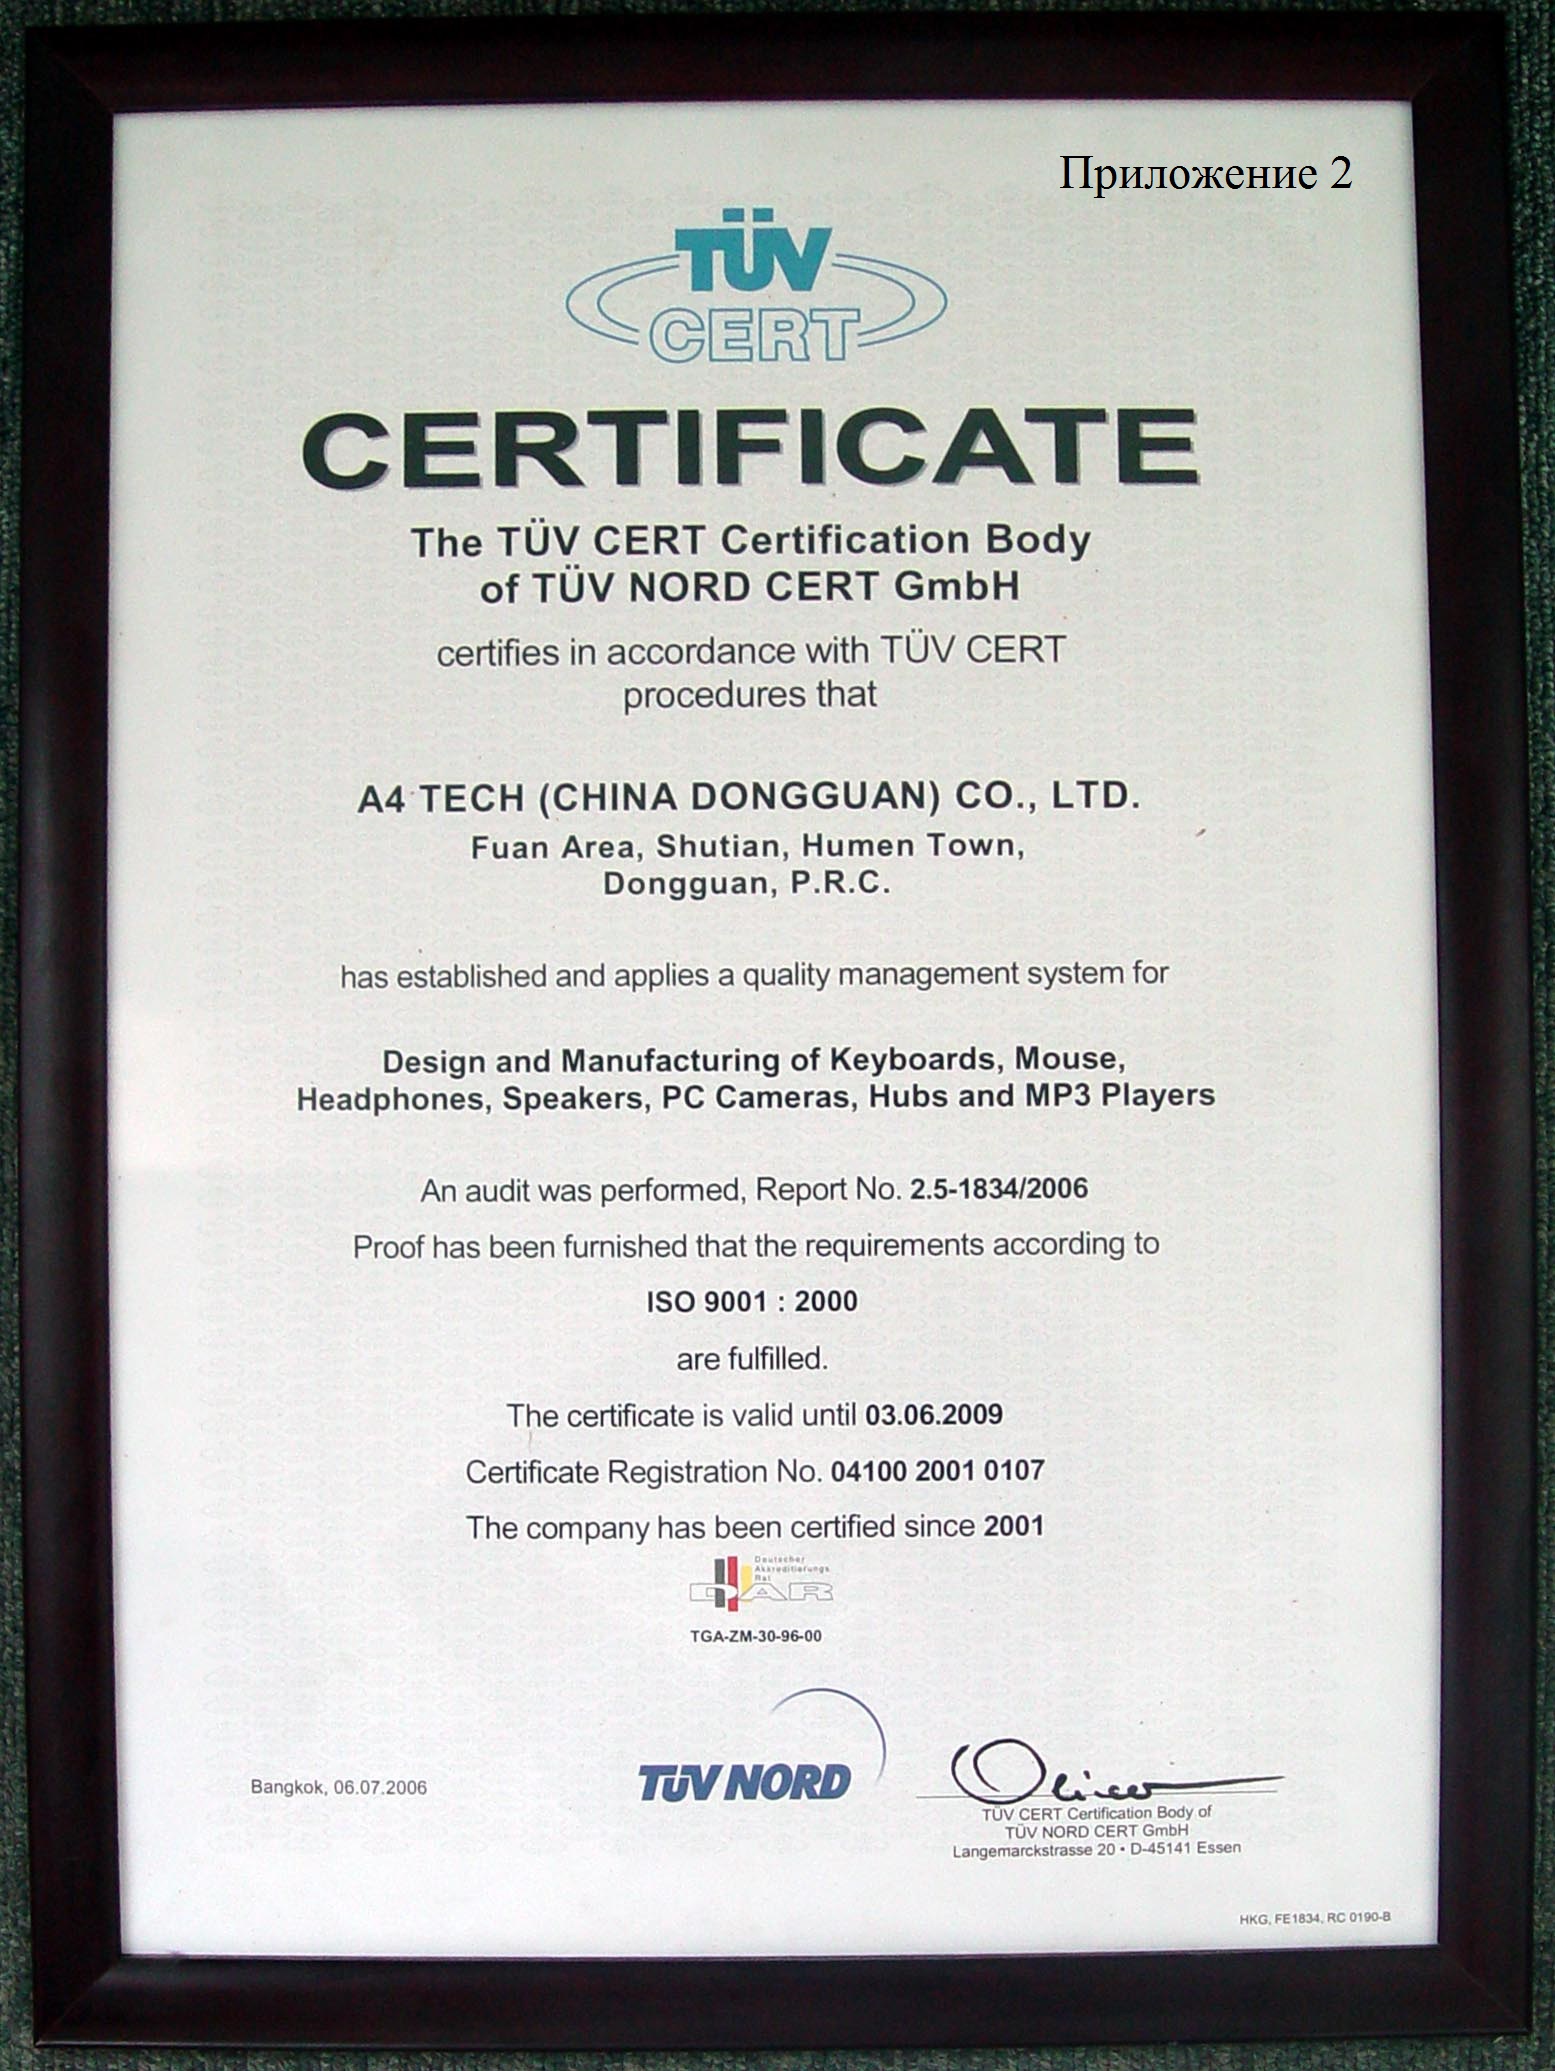 Приложение 2
TÜV
CERT
CERTIFICATE
The TÜV CERT Certification Body
of TÜV NORD CERT GmbH
certifies in accordance with TÜV CERT
procedures that
A4 TECH (CHINA DONGGUAN) CO., LTD.
Fuan Area, Shutian, Humen Town,
Dongguan, P.R.C.
has established and applies a quality management system for
Design and Manufacturing of Keyboards, Mouse,
Headphones, Speakers, PC Cameras, Hubs and MP3 Players
An audit was performed, Report No. 2.5-1834/2006
Proof has been furnished that the requirements according to
ISO 9001 : 2000
are fulfilled.
The certificate is valid until 03.06.2009
Certificate Registration No. 04100 2001 0107
The company has been certified since 2001
Deutscher
Akkreditierungs
Rat
DAR
TGA-ZM-30-96-00
Bangkok, 06.07.2006
TÜV NORD
TÜV CERT Certification Body of
TÜV NORD CERT GmbH
Langemarckstrasse 20 • D-45141 Essen
HKG, FE1834, RC 0190-B